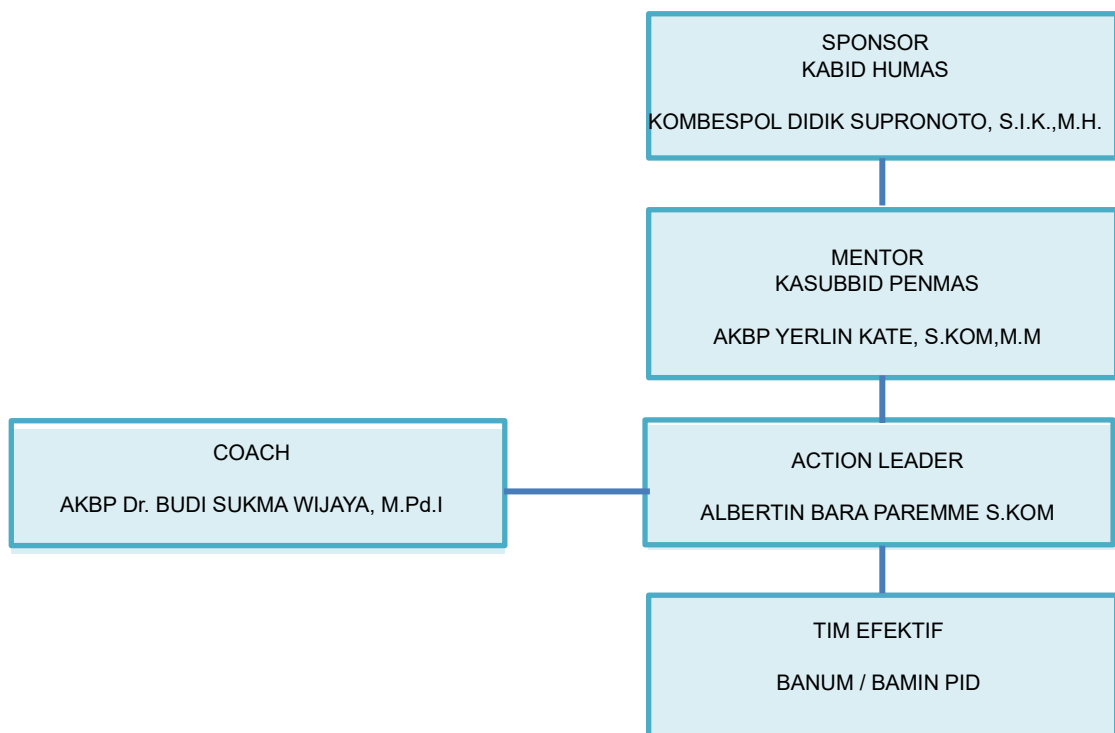 SPONSOR
KABID HUMAS
KOMBESPOL DIDIK SUPRONOTO, S.I.K.,M.H.
MENTOR
KASUBBID PENMAS
AKBP YERLIN KATE, S.KOM,M.M
COACH
AKBP Dr. BUDI SUKMA WIJAYA, M.Pd.I
ACTION LEADER
ALBERTIN BARA PAREMME S.KOM
TIM EFEKTIF
BANUM / BAMIN PID